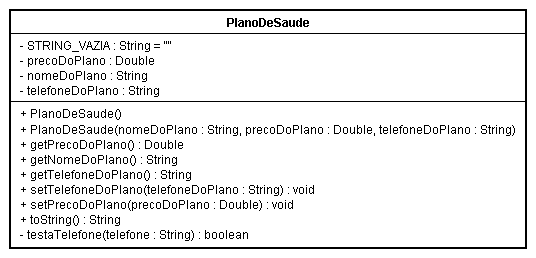 PlanoDeSaude
- STRING_VAZIA : String = ""
- precoDoPlano : Double
- nomeDoPlano : String
- telefoneDoPlano : String
+ PlanoDeSaude()
+ PlanoDeSaude(nomeDoPlano : String, precoDoPlano : Double, telefoneDoPlano : String)
+ getPrecoDoPlano() : Double
+ getNomeDoPlano() : String
+ getTelefoneDoPlano() : String
+ setTelefoneDoPlano(telefoneDoPlano : String) : void
+ setPrecoDoPlano(precoDoPlano : Double) : void
+ toString() : String
- testaTelefone(telefone : String) : boolean